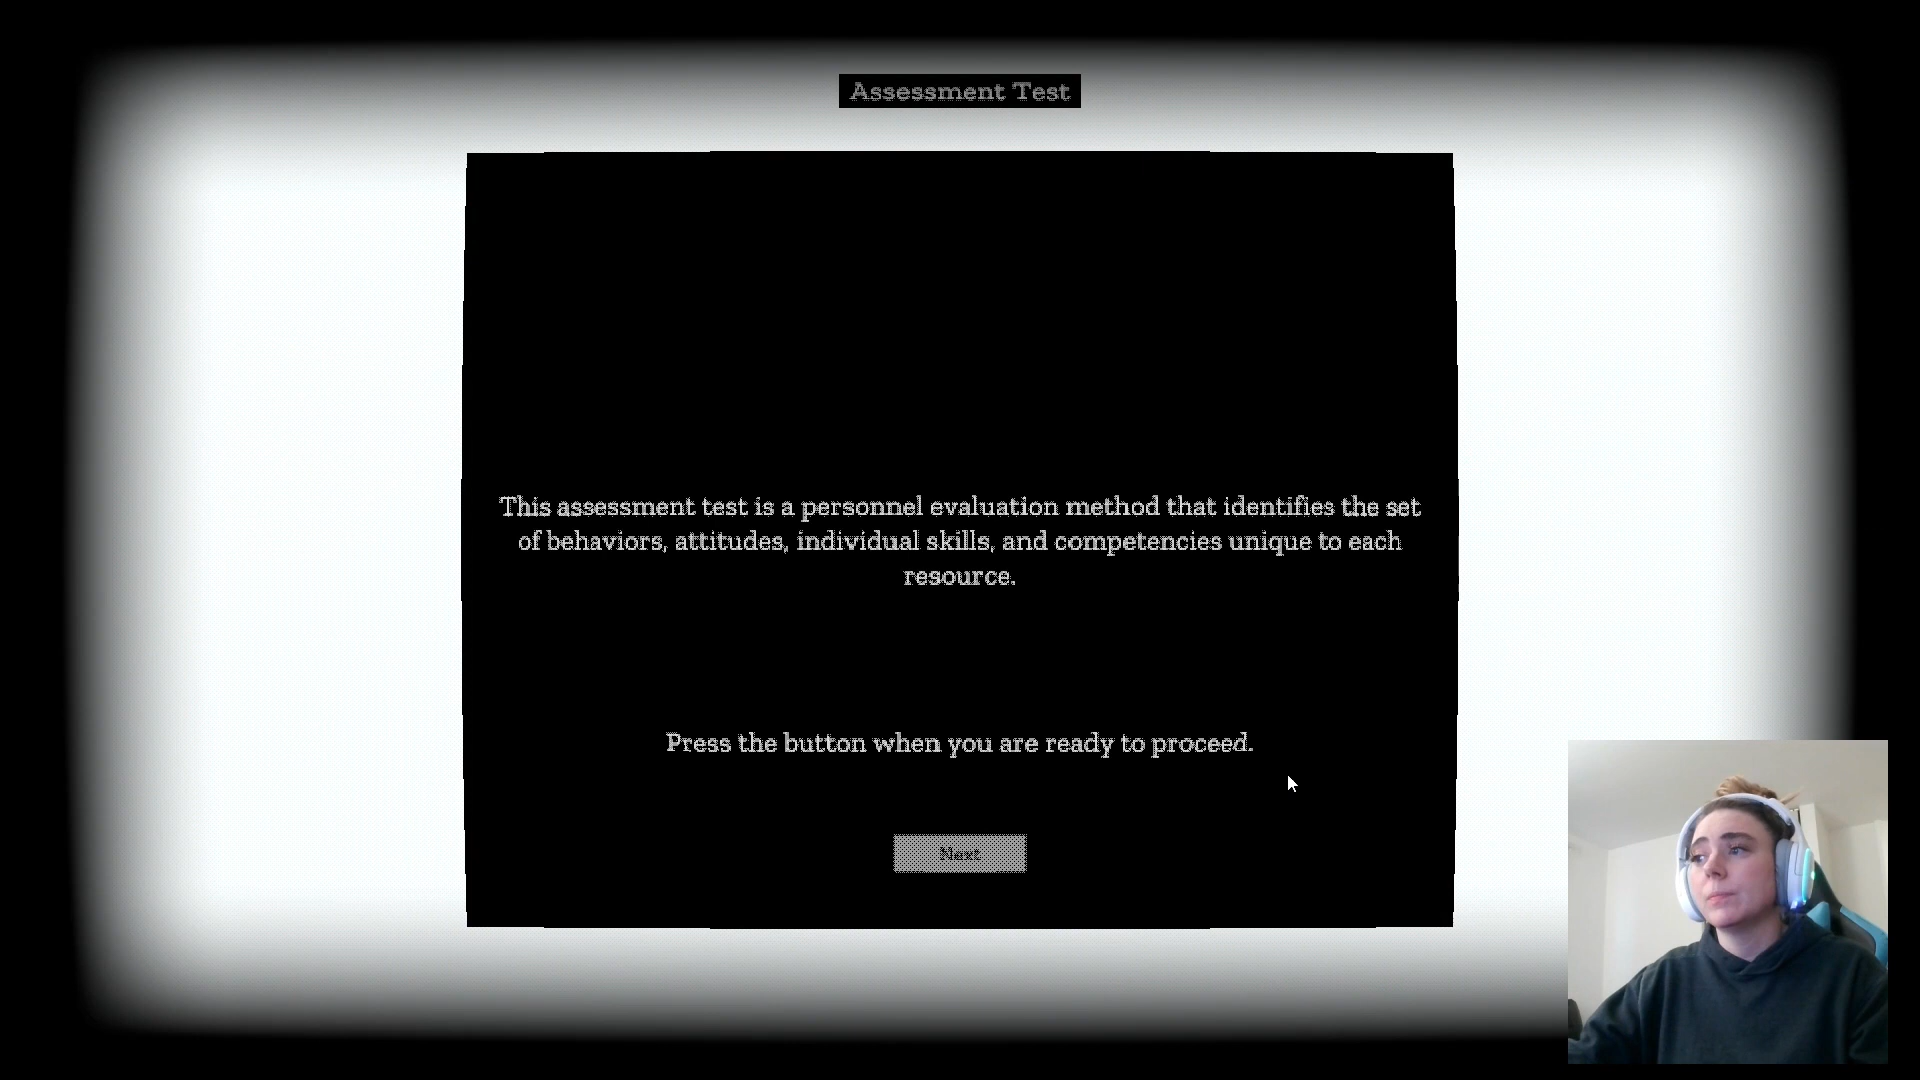 Assessment Test
This assessment test is a personnel evaluation method that identifies the set
of behaviors, attitudes, individual skills, and competencies unique to each
resource.
Press the button when you are ready to proceed.
Next